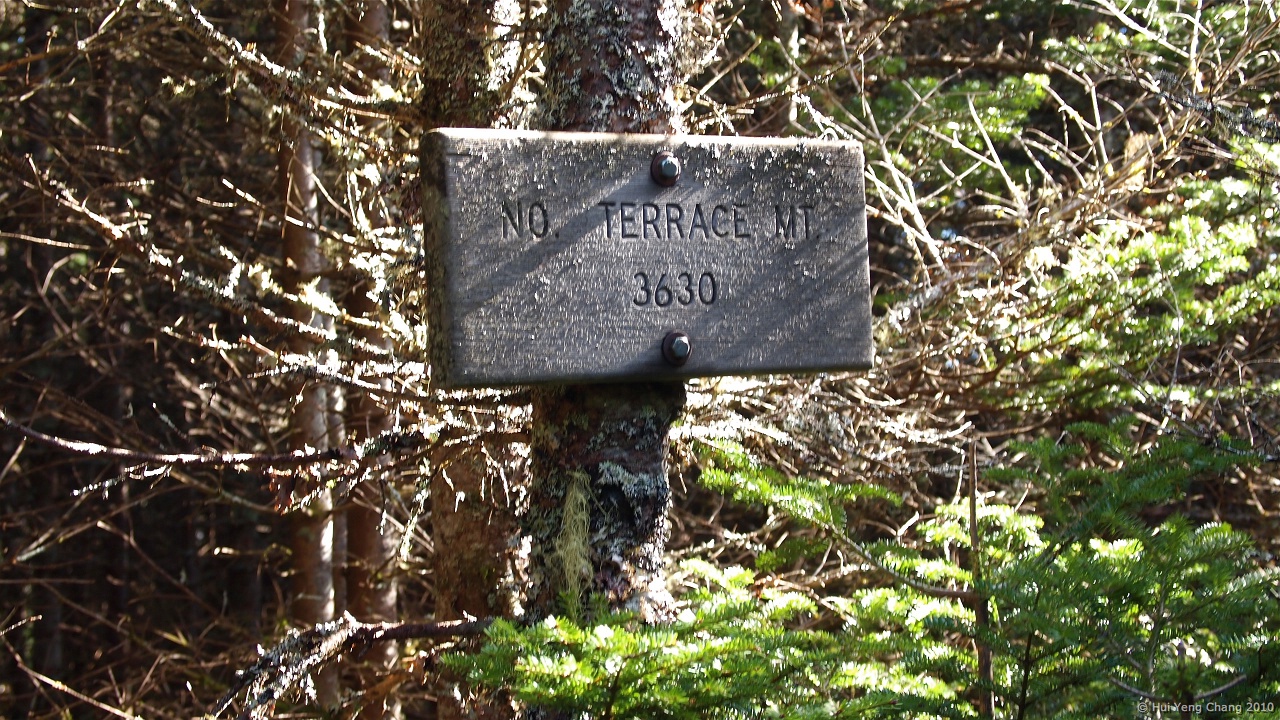 NO. TERRACE MT.
3630
© Hui Yeng Chang 2010